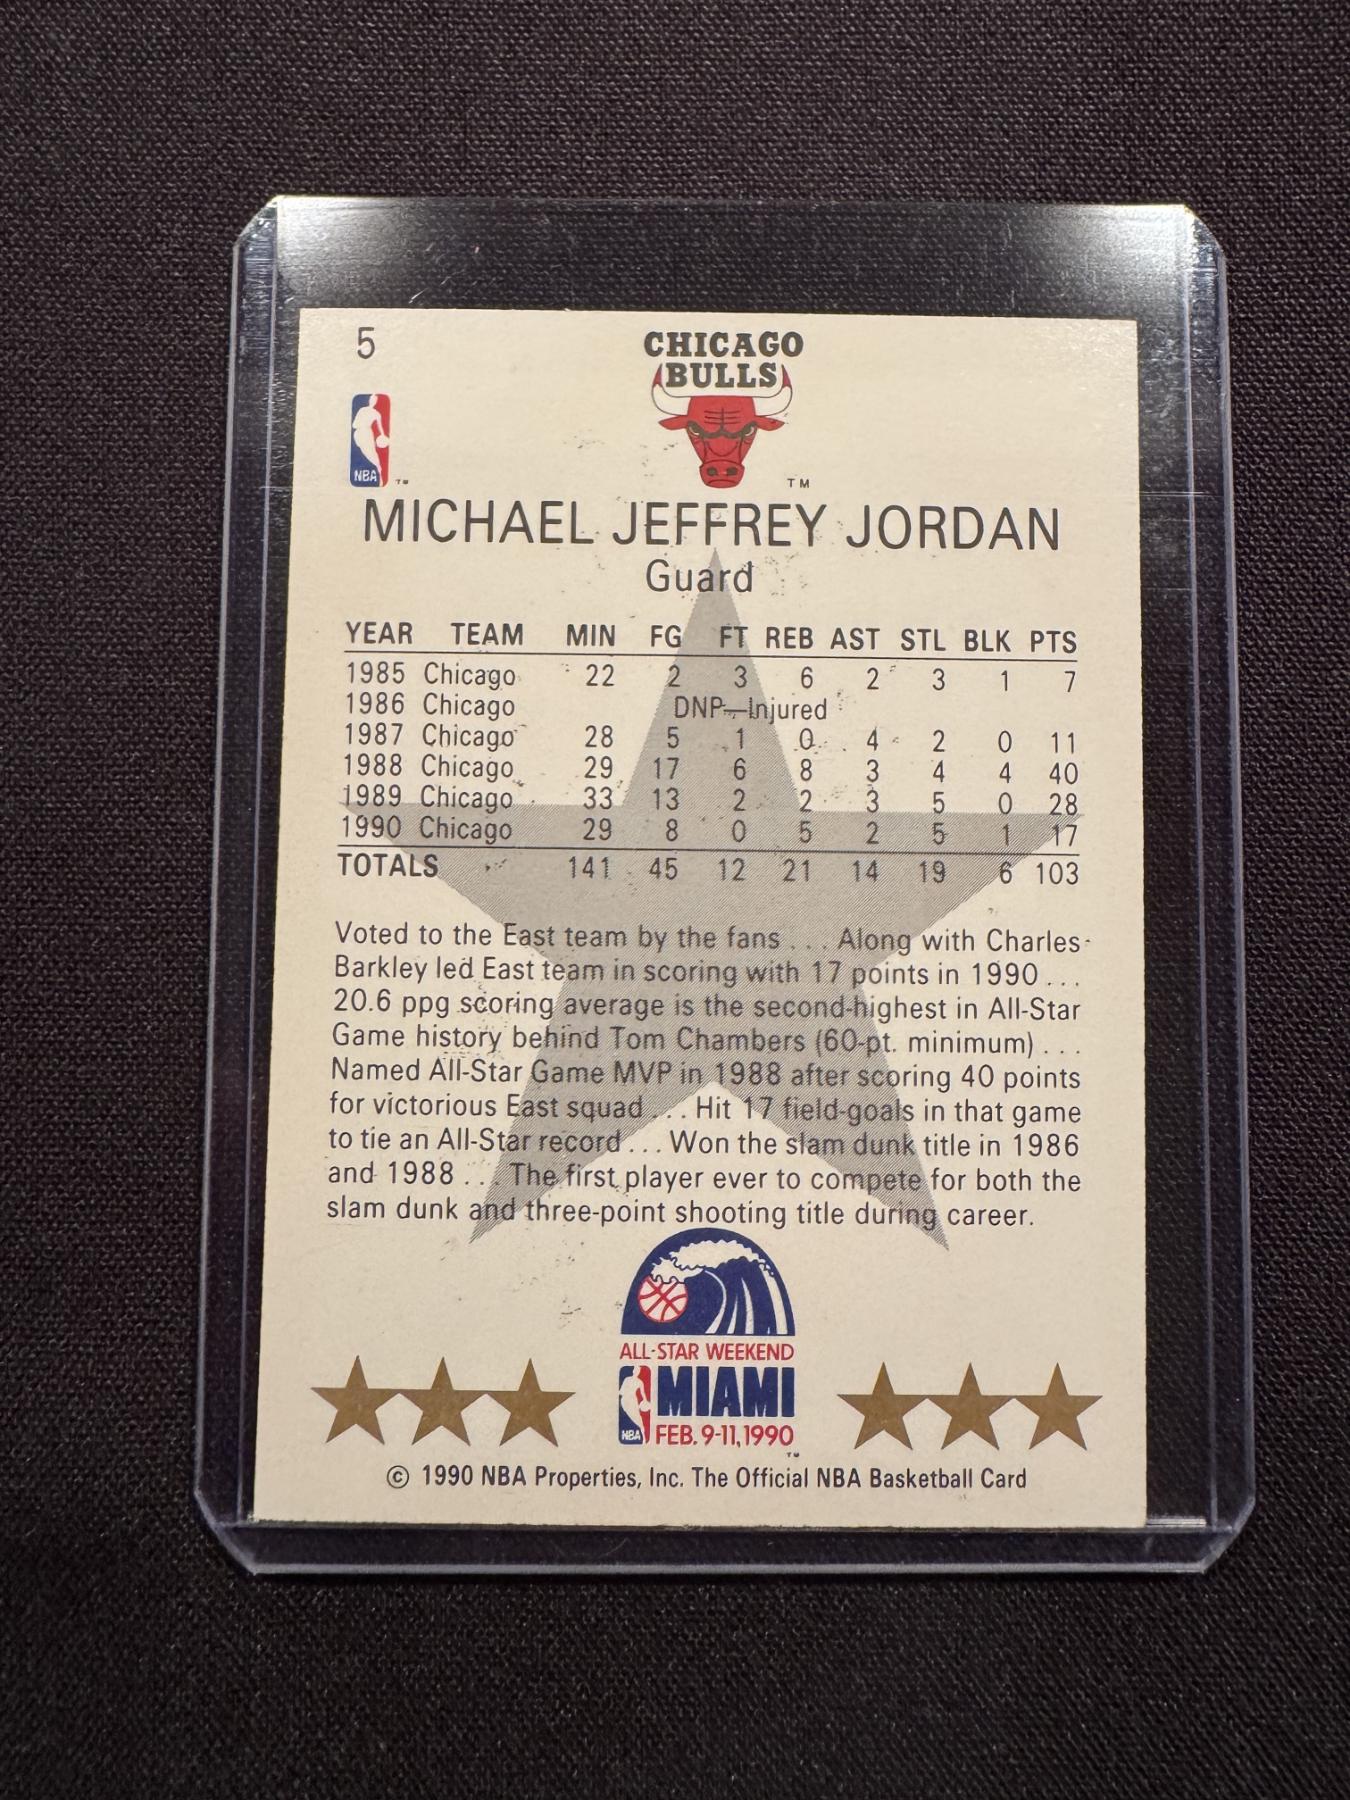 5
CHICAGO
BULLS
NBA
TM
TM
MICHAEL JEFFREY JORDAN
Guard
YEAR TEAM MIN FG FT REB AST STL BLK PTS
1985 Chicago 22 2 3 6 2 3 1 7
1986 Chicago DNP—Injured
1987 Chicago 28 5 1 0 4 2 0 11
1988 Chicago 29 17 6 8 3 4 4 40
1989 Chicago 33 13 2 2 3 5 0 28
1990 Chicago 29 8 0 5 2 5 1 17
TOTALS 141 45 12 21 14 19 6 103
Voted to the East team by the fans . . . Along with Charles
Barkley led East team in scoring with 17 points in 1990 . . .
20.6 ppg scoring average is the second-highest in All-Star
Game history behind Tom Chambers (60-pt. minimum) . . .
Named All-Star Game MVP in 1988 after scoring 40 points
for victorious East squad . . . Hit 17 field-goals in that game
to tie an All-Star record . . . Won the slam dunk title in 1986
and 1988 . . . The first player ever to compete for both the
slam dunk and three-point shooting title during career.
ALL-STAR WEEKEND
MIAMI
NBA
FEB. 9-11, 1990
TM
© 1990 NBA Properties, Inc. The Official NBA Basketball Card